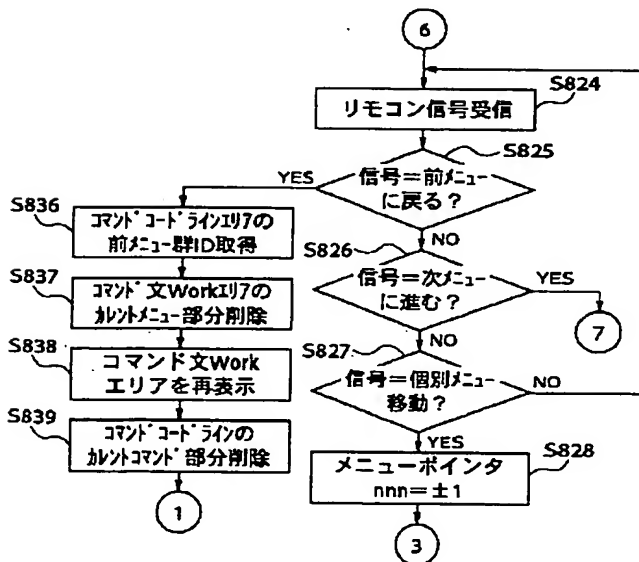 6
S824
リモコン信号受信
S825
YES
信号=前メニュー
に戻る?
NO
S836
コマンドコードラインエリアの
前メニュー群ID取得
S826
信号=次メニュー
に進む?
YES
7
NO
S837
コマンド文Workエリアの
カレントメニュー部分削除
S827
信号=個別メニュー
移動?
NO
YES
S838
コマンド文Work
エリアを再表示
S839
コマンドコードラインの
カレントコマンド部分削除
1
S828
メニューポインタ
nnn=±1
3